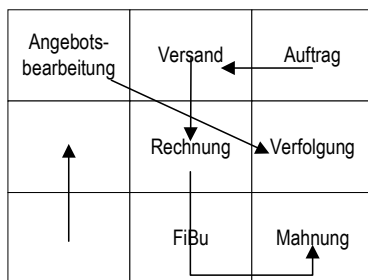 Angebots-
bearbeitung
Versand
Auftrag
Rechnung
Verfolgung
FiBu
Mahnung